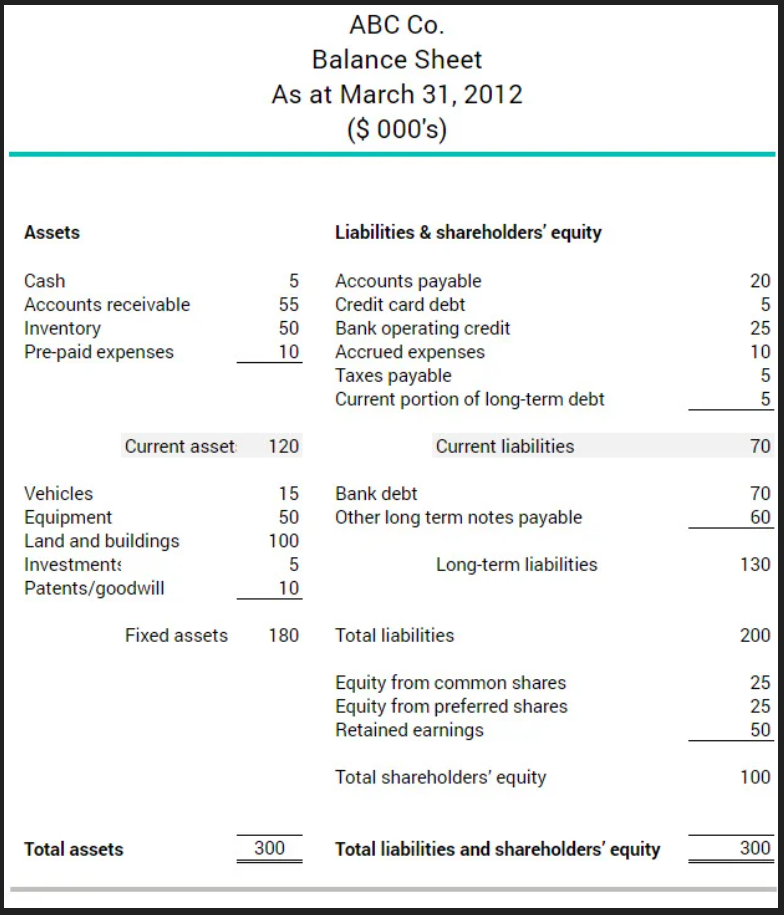 ABC Co.
Balance Sheet
As at March 31, 2012
($ 000's)
Assets Liabilities & shareholders’ equity
Cash 5 Accounts payable 20
Accounts receivable 55 Credit card debt 5
Inventory 50 Bank operating credit 25
Pre-paid expenses 10 Accrued expenses 10
Taxes payable 5
Current portion of long-term debt 5
Current asset 120 Current liabilities 70
Vehicles 15 Bank debt 70
Equipment 50 Other long term notes payable 60
Land and buildings 100
Investments 5 Long-term liabilities 130
Patents/goodwill 10
Fixed assets 180 Total liabilities 200
Equity from common shares 25
Equity from preferred shares 25
Retained earnings 50
Total shareholders’ equity 100
Total assets 300 Total liabilities and shareholders’ equity 300